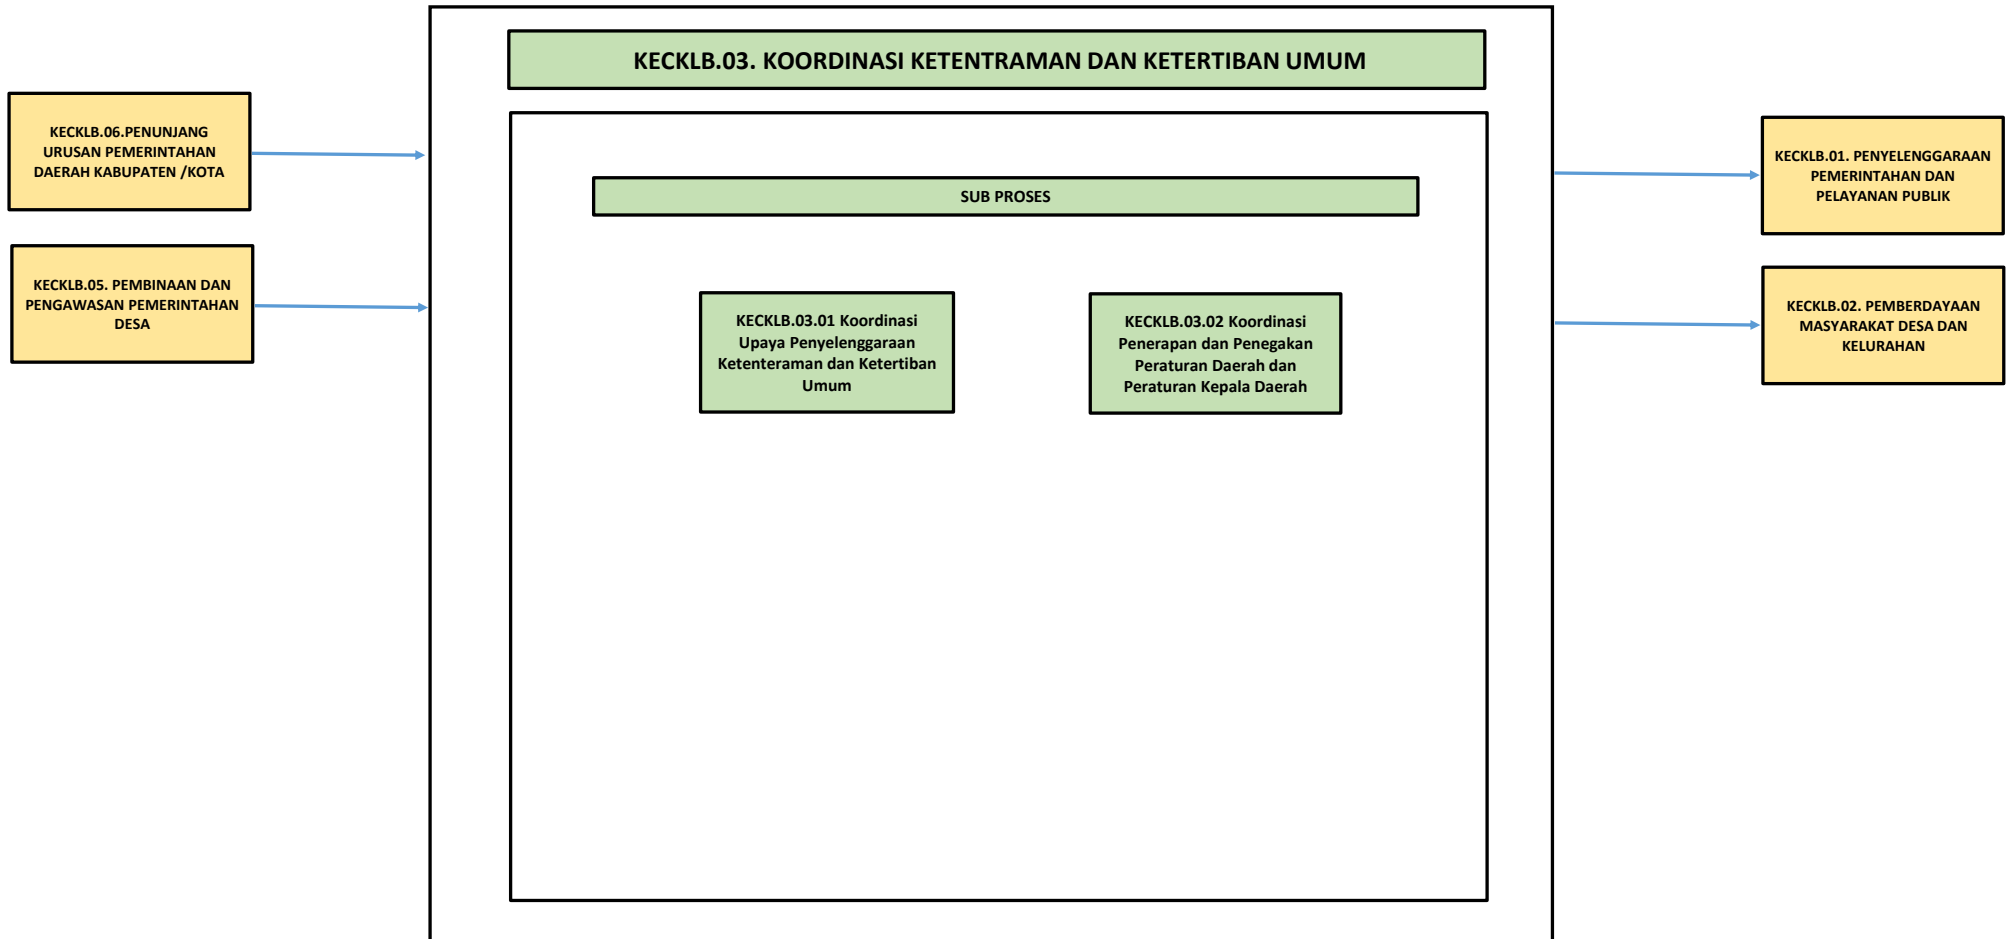 KECKLB.03. KOORDINASI KETENTRAMAN DAN KETERTIBAN UMUM
KECKLB.06.PENUNJANG
URUSAN PEMERINTAHAN
DAERAH KABUPATEN /KOTA
KECKLB.05. PEMBINAAN DAN
PENGAWASAN PEMERINTAHAN
DESA
SUB PROSES
KECKLB.03.01 Koordinasi
Upaya Penyelenggaraan
Ketenteraman dan Ketertiban
Umum
KECKLB.03.02 Koordinasi
Penerapan dan Penegakan
Peraturan Daerah dan
Peraturan Kepala Daerah
KECKLB.01. PENYELENGGARAAN
PEMERINTAHAN DAN
PELAYANAN PUBLIK
KECKLB.02. PEMBERDAYAAN
MASYARAKAT DESA DAN
KELURAHAN